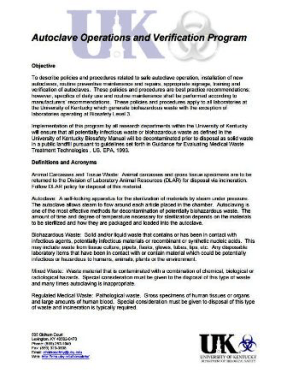 UK
Autoclave Operations and Verification Program
Objective
To describe policies and procedures related to safe autoclave operation, installation of new
autoclaves, routine preventive maintenance and repairs, appropriate signage, training and
verification of autoclaves. These policies and procedures are best practice recommendations;
however, specifics of daily use and routine maintenance shall be performed according to
manufacturers' recommendations. These policies and procedures apply to all laboratories at
the University of Kentucky which generate biohazardous waste with the exception of
laboratories operating at Biosafety Level 3.
Implementation of this program by all research departments within the University of Kentucky
will ensure that all potentially infectious waste or biohazardous waste as defined in the
University of Kentucky Biosafety Manual will be decontaminated prior to disposal as solid waste
in a public landfill pursuant to guidelines set forth in Guidance for Evaluating Medical Waste
Treatment Technologies. US. EPA, 1993.
Definitions and Acronyms
Animal Carcasses and Tissue Waste: Animal carcasses and gross tissue specimens are to be
returned to the Division of Laboratory Animal Resources (DLAR) for disposal via incineration.
Follow DLAR policy for disposal of this material.
Autoclave: A self-locking apparatus for the sterilization of materials by steam under pressure.
The autoclave allows steam to flow around each article placed in the chamber. Autoclaving is
one of the most effective methods for decontamination of potentially biohazardous waste. The
amount of time and degree of temperature necessary for sterilization depends on the materials
to be sterilized and how they are packaged and loaded into the autoclave.
Biohazardous Waste: Solid and/or liquid waste that contains or has been in contact with
infectious agents, potentially infectious materials or recombinant or synthetic nucleic acids. This
may include waste from tissue culture, pipets, flasks, gloves, tubes, tips, etc. Any disposable
laboratory items that have been in contact with or contain material which could be potentially
infectious or hazardous to humans, animals, plants or the environment.
Mixed Waste: Waste material that is contaminated with a combination of chemical, biological or
radiological hazards. Special consideration must be given to the disposal of this type of waste
and many times autoclaving is inappropriate.
Regulated Medical Waste: Pathological waste. Gross specimens of human tissues or organs
and large amounts of human blood. Special consideration must be given to disposal of this type
of waste and incineration is typically required.
Lexington, KY
UK
UNIVERSITY OF KENTUCKY